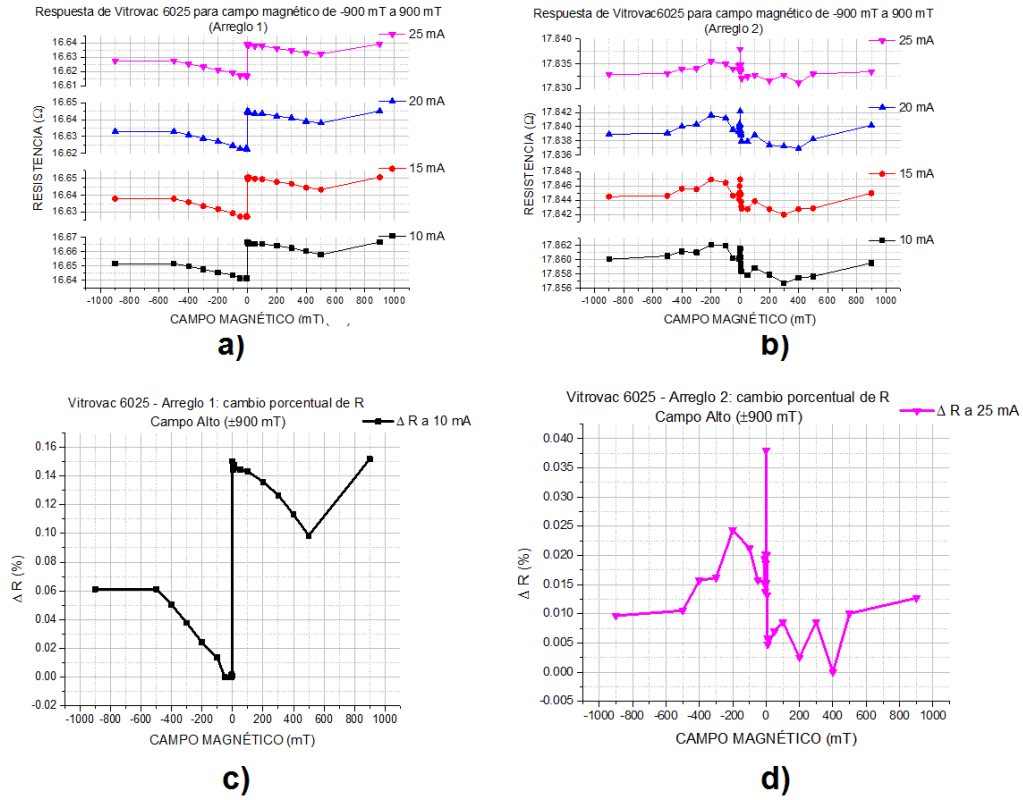 Respuesta de Vitrovac 6025 para campo magnético de -900 mT a 900 mT
(Arreglo 1)
25 mA
16.64
16.63
16.62
16.61
20 mA
16.65
16.63
16.62
15 mA
16.65
16.63
10 mA
16.67
16.65
16.64
RESISTENCIA (Ω)
-1000 -800 -600 -400 -200 0 200 400 600 800 1000
CAMPO MAGNÉTICO (mT)
a)
Respuesta de Vitrovac6025 para campo magnético de -900 mT a 900 mT
(Arreglo 2)
25 mA
17.840
17.835
17.830
20 mA
17.842
17.840
17.838
17.836
15 mA
17.848
17.844
17.842
10 mA
17.862
17.858
17.856
RESISTENCIA (Ω)
-1000 -800 -600 -400 -200 0 200 400 600 800 1000
CAMPO MAGNÉTICO (mT)
b)
Vitrovac 6025 - Arreglo 1: cambio porcentual de R
Campo Alto (±900 mT)
Δ R a 10 mA
0.16
0.14
0.12
0.10
0.08
0.06
0.04
0.02
0.00
-0.02
Δ R (%)
-1000 -800 -600 -400 -200 0 200 400 600 800 1000
CAMPO MAGNÉTICO (mT)
c)
Vitrovac 6025 - Arreglo 2: cambio porcentual de R
Campo Alto (±900 mT)
Δ R a 25 mA
0.040
0.035
0.030
0.025
0.020
0.015
0.010
0.005
0.000
-0.005
Δ R (%)
-1000 -800 -600 -400 -200 0 200 400 600 800 1000
CAMPO MAGNÉTICO (mT)
d)